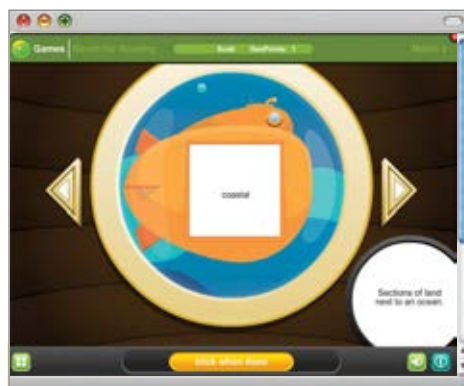 Games
coastal
Sections of land
next to an ocean.
click when done